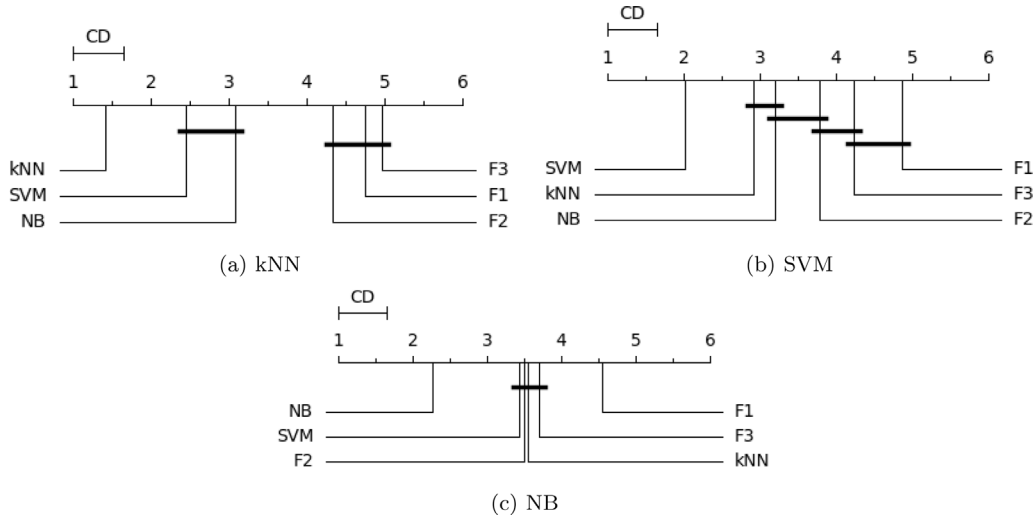 CD
1 2 3 4 5 6
kNN F3
SVM F1
NB F2
(a) kNN
CD
1 2 3 4 5 6
SVM F1
kNN F3
NB F2
(b) SVM
CD
1 2 3 4 5 6
NB F1
SVM F3
F2 kNN
(c) NB